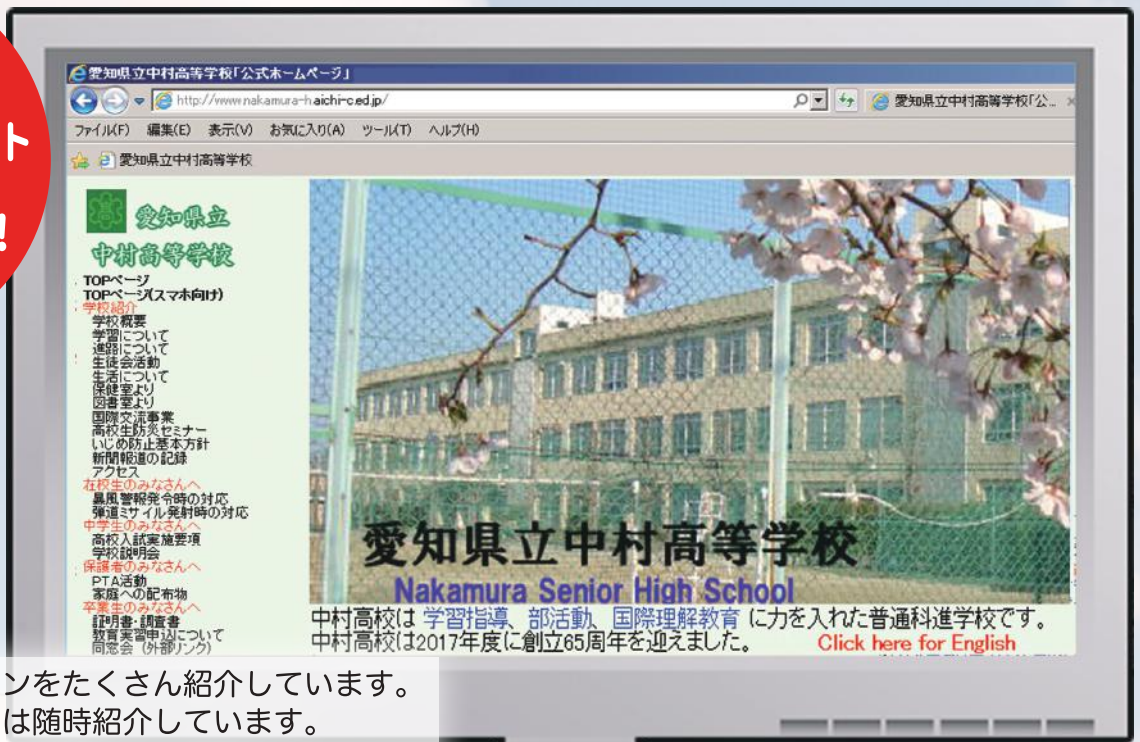 ト
!
愛知県立中村高等学校「公式ホームページ」
http://www.nakamura-h.aichi-c.ed.jp/
愛知県立中村高等学校「公...
ファイル(F) 編集(E) 表示(V) お気に入り(A) ツール(T) ヘルプ(H)
愛知県立中村高等学校
愛知県立
中村高等学校
TOPページ
TOPページ(スマホ向け)
学校紹介
学校概要
学習について
進路について
生徒会活動
生活について
保健室より
図書室より
国際交流事業
高校生防災セミナー
いじめ防止基本方針
新聞報道の記録
アクセス
在校生のみなさんへ
暴風警報発令時の対応
弾道ミサイル発射時の対応
中学生のみなさんへ
高校入試実施要項
学校説明会
保護者のみなさんへ
PTA活動
家庭への配布物
卒業生のみなさんへ
証明書・調査書
教育実習申込について
同窓会(外部リンク)
愛知県立中村高等学校
Nakamura Senior High School
中村高校は 学習指導、部活動、国際理解教育 に力を入れた普通科進学校です。
中村高校は2017年度に創立65周年を迎えました。 Click here for English
ンをたくさん紹介しています。
は随時紹介しています。